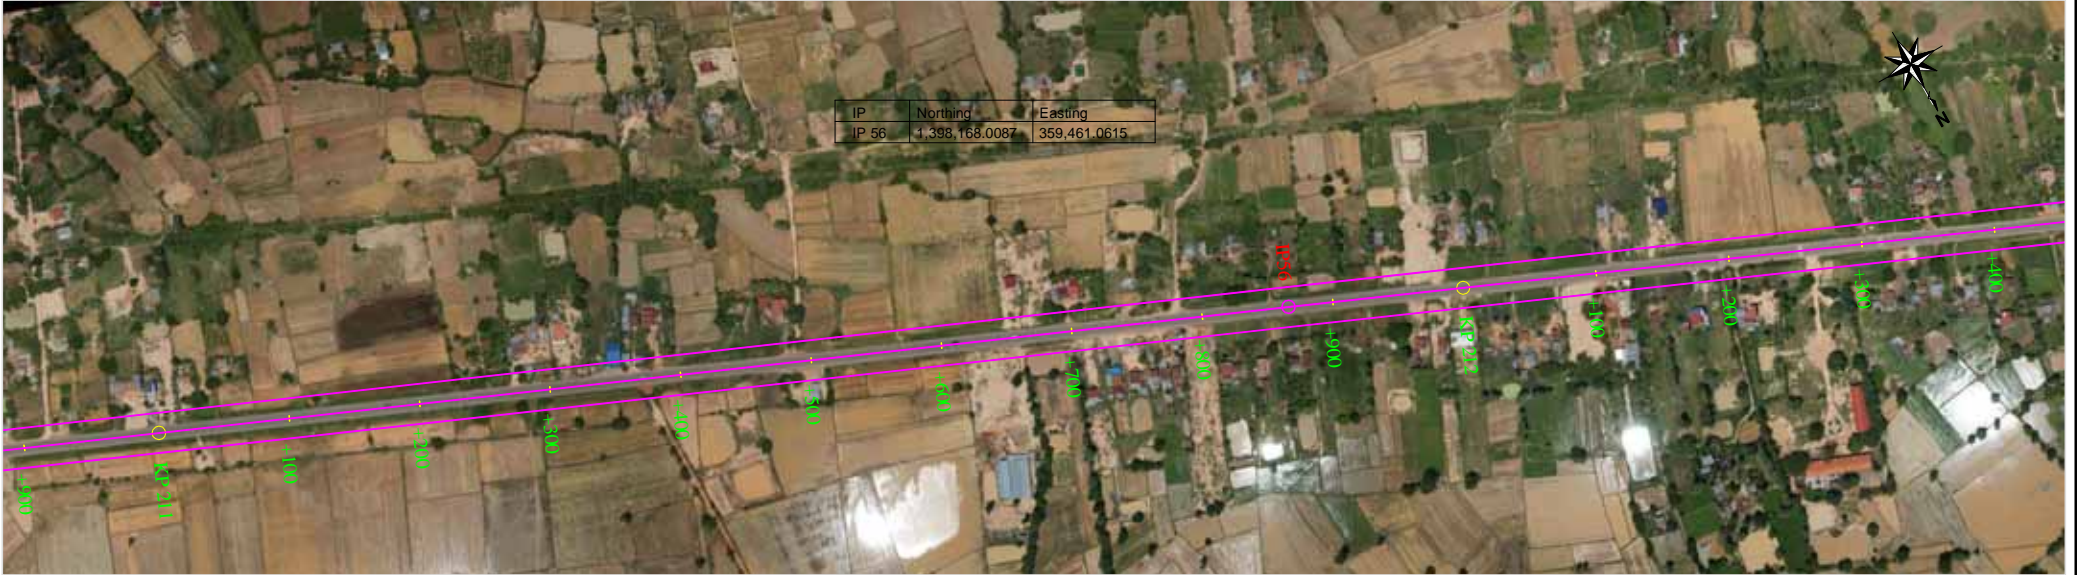 IP Northing Easting
IP 56 1,398,168.0087 359,461.0615
N
IP56
+900
KP 211
+100
+200
+300
+400
+500
+600
+700
+800
+900
KP 212
+100
+200
+300
+400